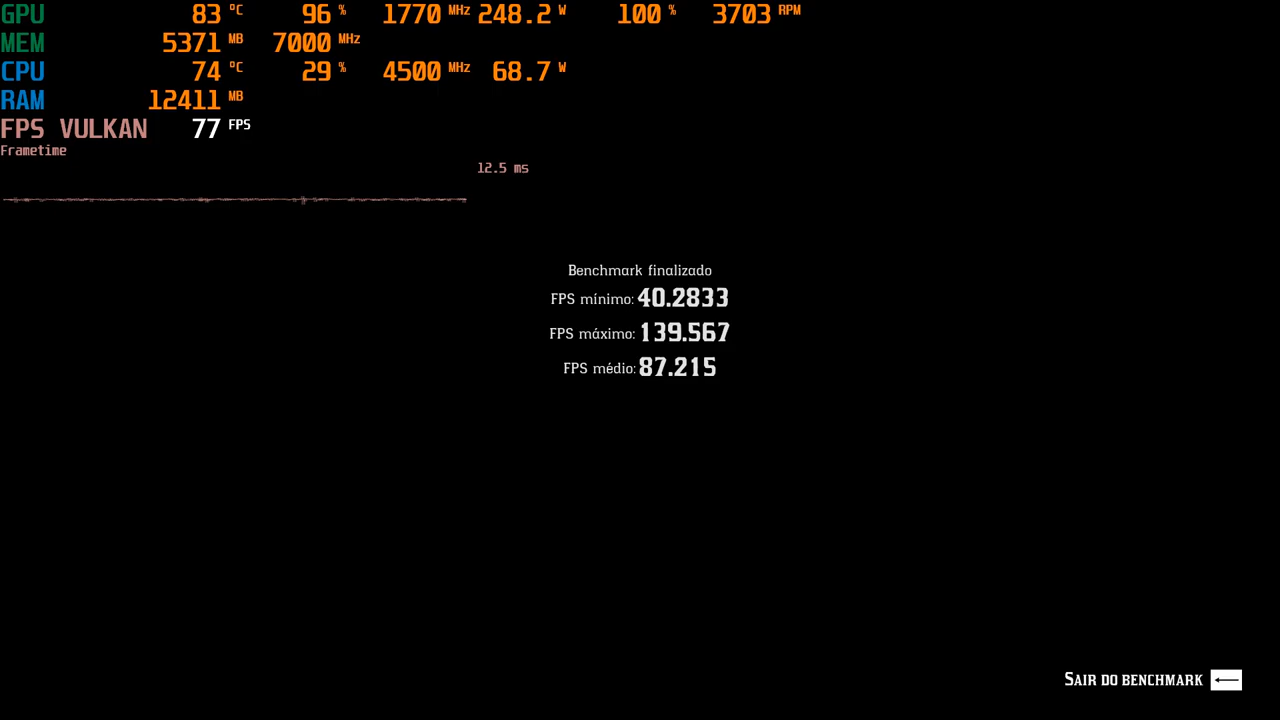 GPU 83 °C 96 % 1770 MHz 248.2 W 100 % 3703 RPM
MEM 5371 MB 7000 MHz
CPU 74 °C 29 % 4500 MHz 68.7 W
RAM 12411 MB
FPS VULKAN 77 FPS
Frametime
12.5 ms
Benchmark finalizado
FPS mínimo: 40.2833
FPS máximo: 139.567
FPS médio: 87.215
Sair do benchmark